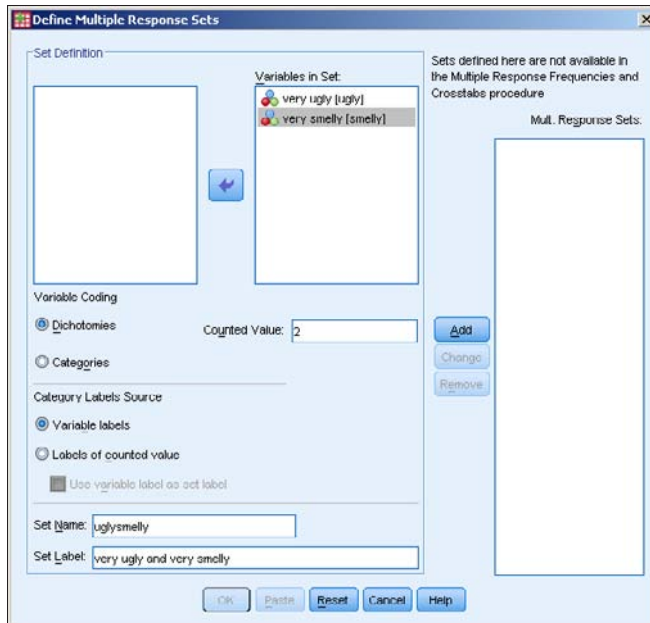 Define Multiple Response Sets
Set Definition
Variables in Set:
very ugly [ugly]
very smelly [smelly]
Sets defined here are not available in
the Multiple Response Frequencies and
Crosstabs procedure
Mult. Response Sets:
Variable Coding
Dichotomies
Counted Value: 2
Categories
Add
Change
Remove
Category Labels Source
Variable labels
Labels of counted value
Use variable label as set label
Set Name: uglysmelly
Set Label: very ugly and very smelly
OK Paste Reset Cancel Help